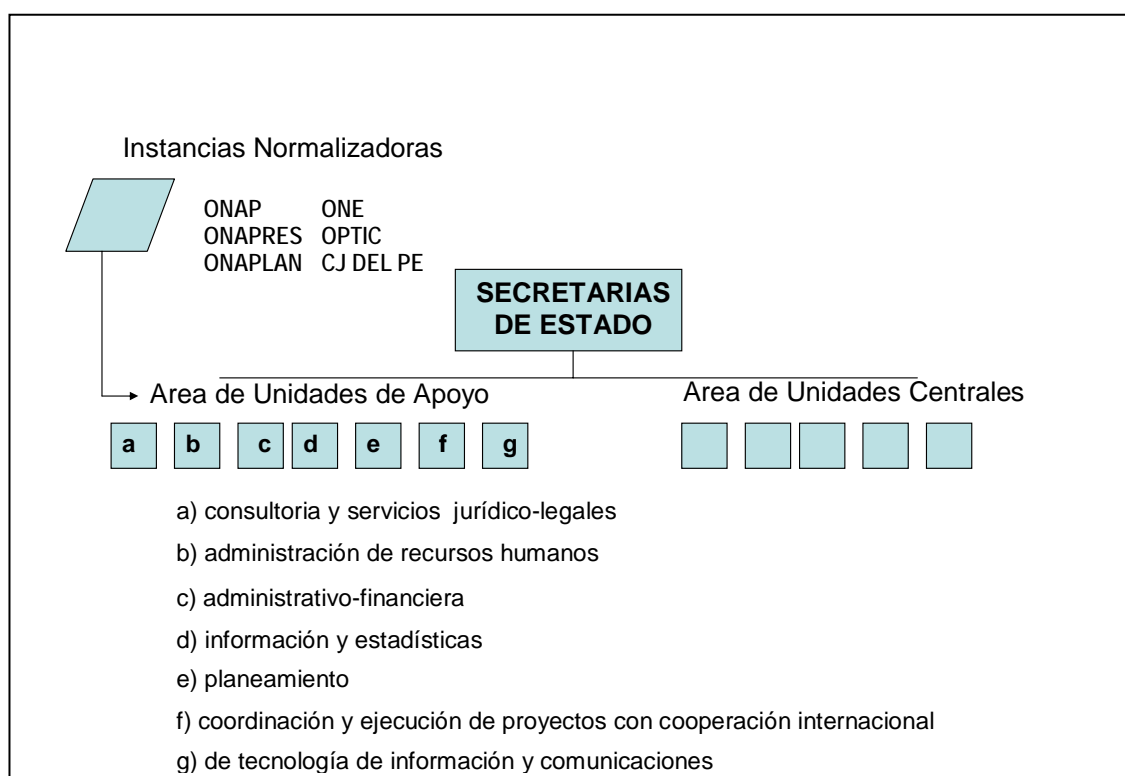 Instancias Normalizadoras
ONAP ONE
ONAPRES OPTIC
ONAPLAN CJ DEL PE
SECRETARIAS
DE ESTADO
Area de Unidades de Apoyo
Area de Unidades Centrales
a b c d e f g
a) consultoria y servicios jurídico-legales
b) administración de recursos humanos
c) administrativo-financiera
d) información y estadísticas
e) planeamiento
f) coordinación y ejecución de proyectos con cooperación internacional
g) de tecnología de información y comunicaciones